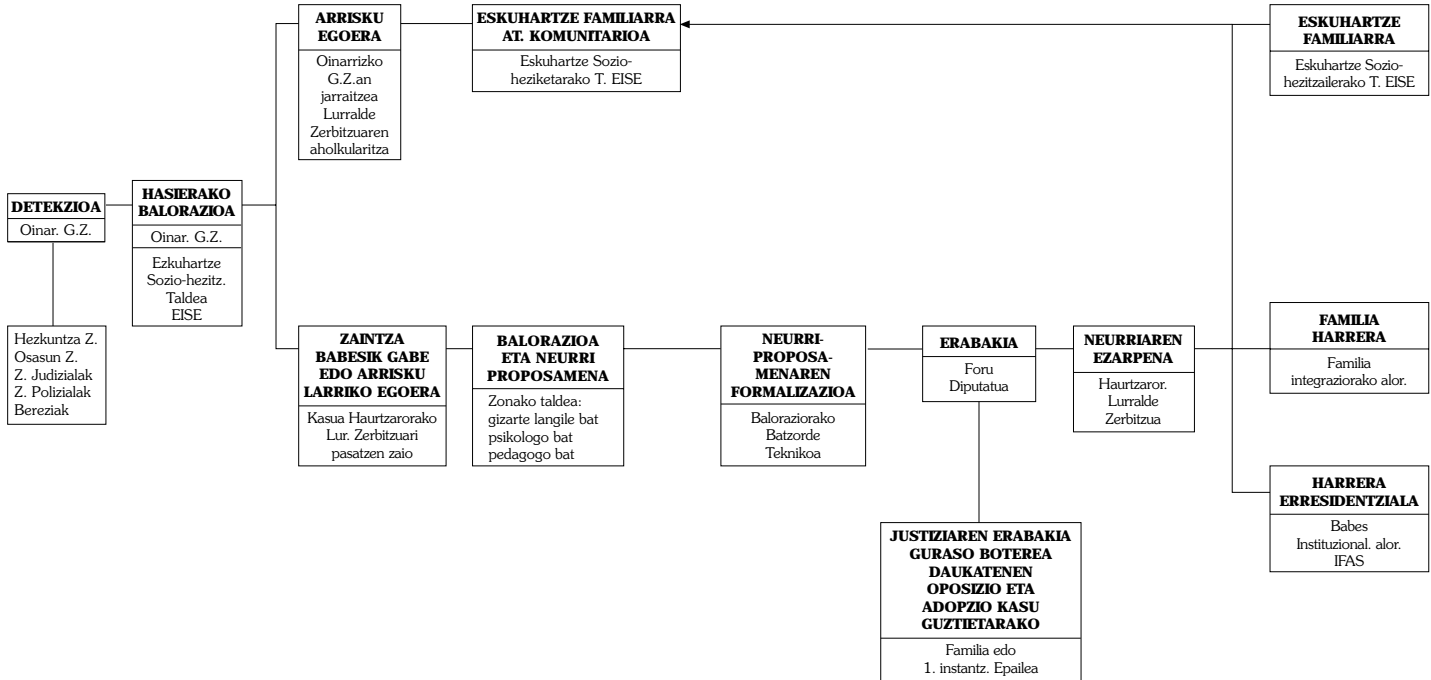 ARRISKU
EGOERA
Oinarrizko
G.Z.an
jarraitzea
Lurralde
Zerbitzuaren
aholkularitza
ESKUHARTZE FAMILIARRA
AT. KOMUNITARIOA
Eskuhartze Sozio-
heziketarako T. EISE
ESKUHARTZE
FAMILIARRA
Eskuhartze Sozio-
hezitzailerako T. EISE
DETEKZIOA
Oinar. G.Z.
Hezkuntza Z.
Osasun Z.
Z. Judizialak
Z. Polizialak
Bereziak
HASIERAKO
BALORAZIOA
Oinar. G.Z.
Ezkuhartze
Sozio-hezitz.
Taldea
EISE
ZAINTZA
BABESIK GABE
EDO ARRISKU
LARRIKO EGOERA
Kasua Haurtzarorako
Lur. Zerbitzuari
pasatzen zaio
BALORAZIOA
ETA NEURRI
PROPOSAMENA
Zonako taldea:
gizarte langile bat
psikologo bat
pedagogo bat
NEURRI-
PROPOSA-
MENAREN
FORMALIZAZIOA
Baloraziorako
Batzorde
Teknikoa
ERABAKIA
Foru
Diputatua
NEURRIAREN
EZARPENA
Haurtzaror.
Lurralde
Zerbitzua
FAMILIA
HARRERA
Familia
integraziorako alor.
HARRERA
ERRESIDENTZIALA
Babes
Instituzional. alor.
IFAS
JUSTIZIAREN ERABAKIA
GURASO BOTEREA
DAUKATENEN
OPOSIZIO ETA
ADOPZIO KASU
GUZTIETARAKO
Familia edo
1. instantz. Epailea